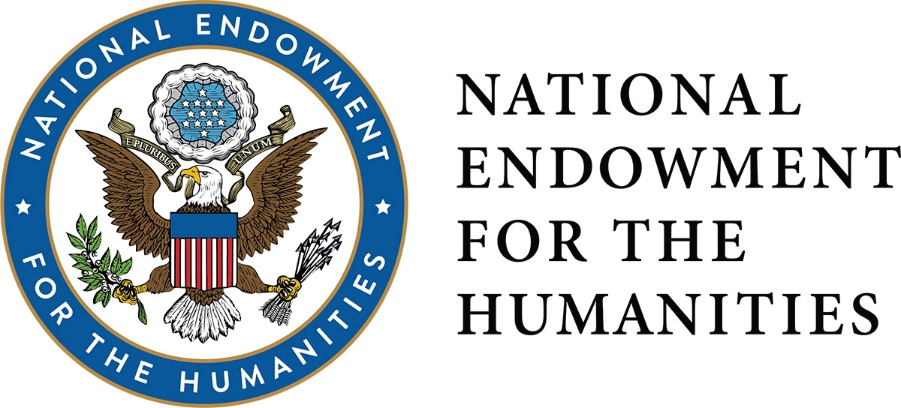 NATIONAL ENDOWMENT
FOR THE HUMANITIES
E PLURIBUS UNUM
NATIONAL
ENDOWMENT
FOR THE
HUMANITIES